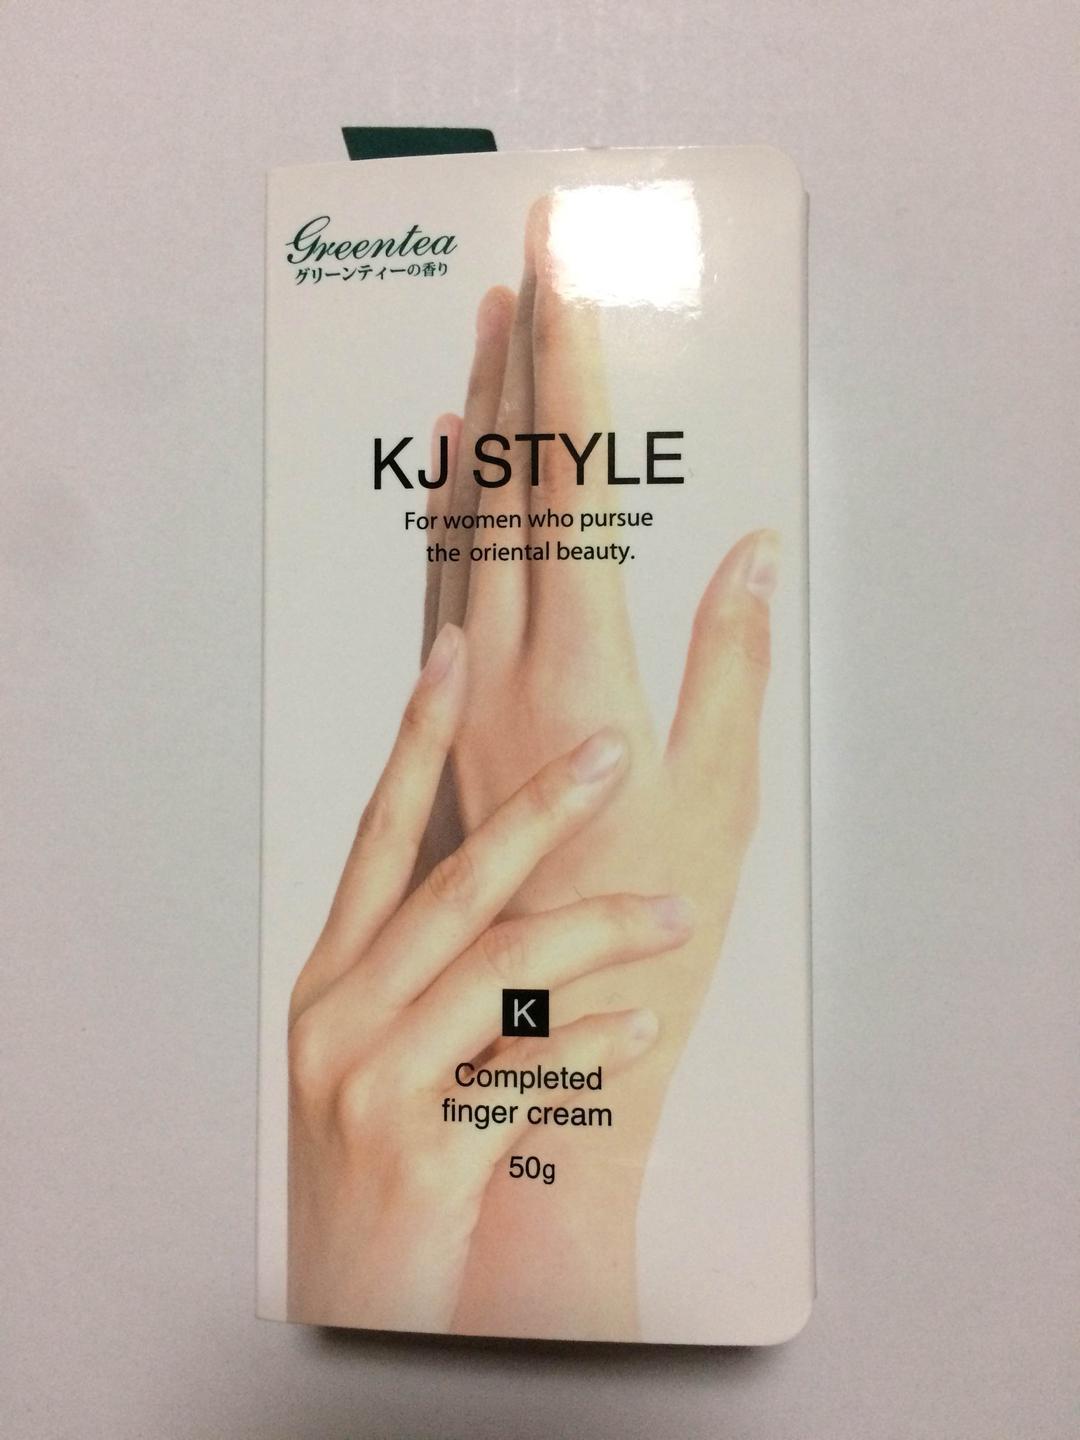 Greentea
グリーンティーの香り
KJ STYLE
For women who pursue
the oriental beauty.
K
Completed
finger cream
50g